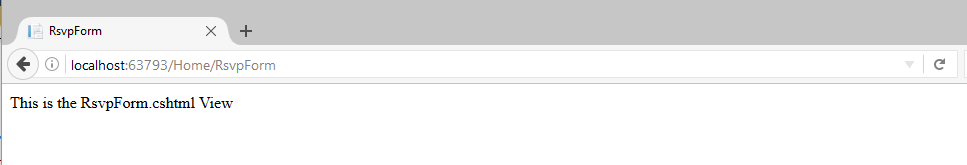 RsvpForm
localhost:63793/Home/RsvpForm
This is the RsvpForm.cshtml View